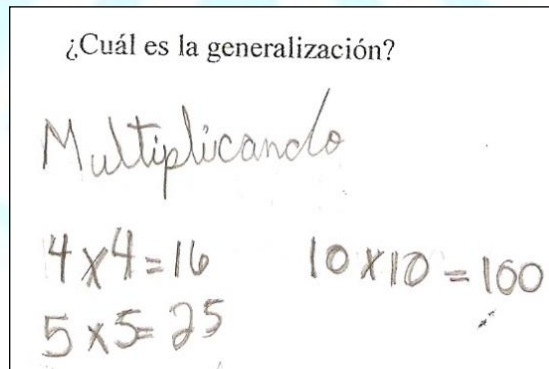 ¿Cuál es la generalización?
Multiplicando
4x4=16 10x10=100
5x5=25